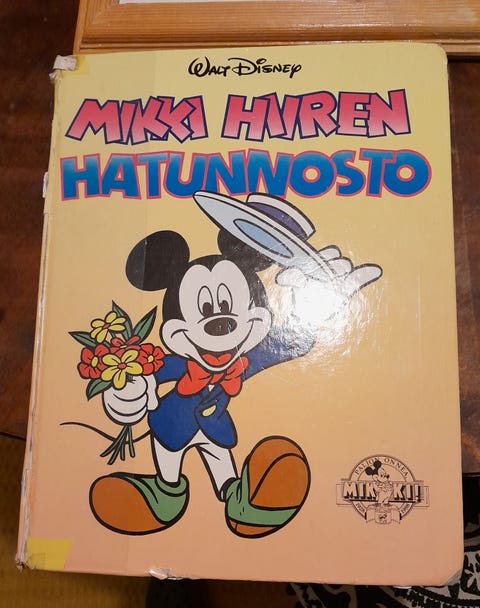 WALT DISNEY
MIKKI HIIREN
HATUNNOSTO
PALJON ONNEA,
MIKKI!